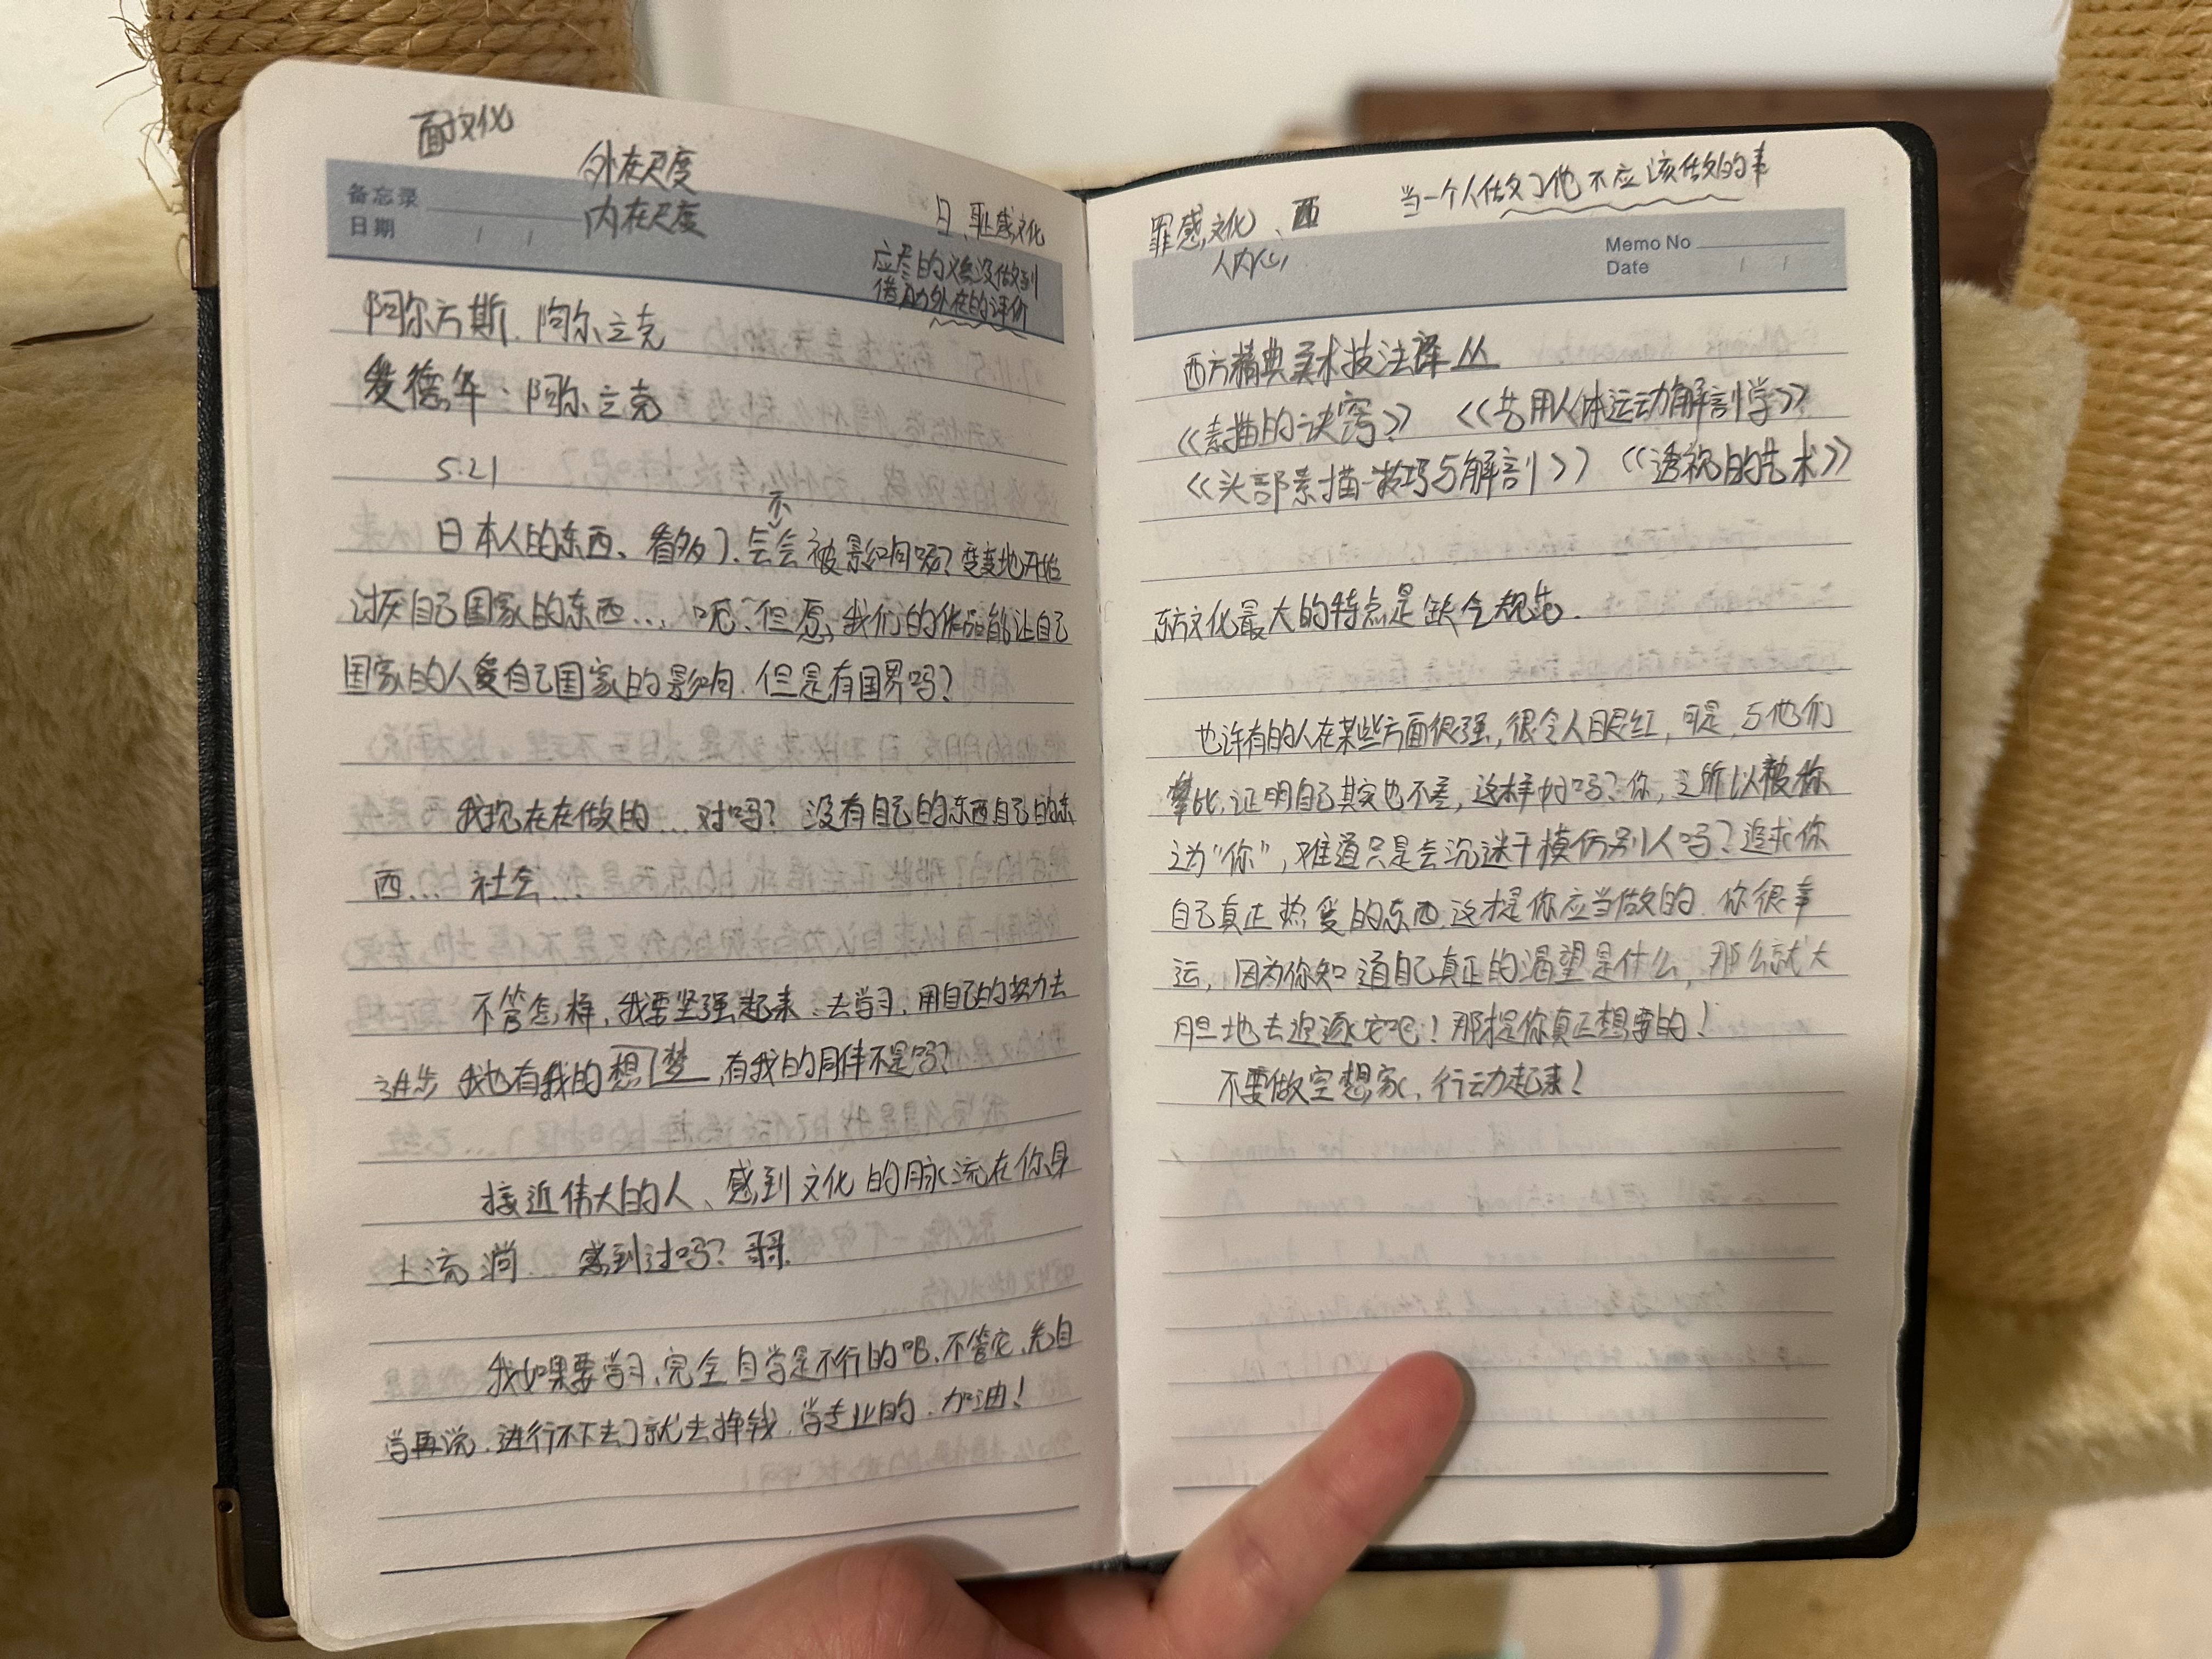 面子文化
外在尺度
备忘录
日期
内在尺度
日、耻感文化
应尽的义务没做到
借助外在的评价
阿尔方斯·阿尔立克
爱德华·阿尔立克
5.21
日本人的东西、看多了、会不会被影响呢?
讨厌自己国家的东西... 呃、但愿、我们的作品能让自己
国家的人受自己国家的影响. 但是有国界吗?
我现在在做的... 对吗? 没有自己的东西自己的东
西... 社会...
不管怎样, 我要坚强起来、去学习、用自己的努力去
进步 我也有我的梦想, 有我的同伴不是吗?
接近伟大的人、感到文化的脉流在你身
上流淌... 感到过吗?
我如果要学习、完全自学是不行的吧、不管它、先自
学再说、进行不下去了就去挣钱、学专业的、加油!
罪感文化、西
人内心
当一个人做了他不应该做的事
Memo No
Date
西方精典美术技法译丛
《素描的诀窍》 《艺用人体运动解剖学》
《头部素描-技巧与解剖》 《透视的艺术》
东方文化最大的特点是缺乏规范.
也许有的人在某些方面很强, 很令人眼红, 可是, 与他们
攀比, 证明自己其实也不差, 这样好吗? 你, 之所以被你
之为“你”, 难道只是去沉迷于模仿别人吗? 追求你
自己真正热爱的东西, 这才是你应当做的. 你很幸
运, 因为你知道自己真正的渴望是什么, 那么就大
胆地去追逐它吧! 那是你真正想要的!
不要做空想家, 行动起来!